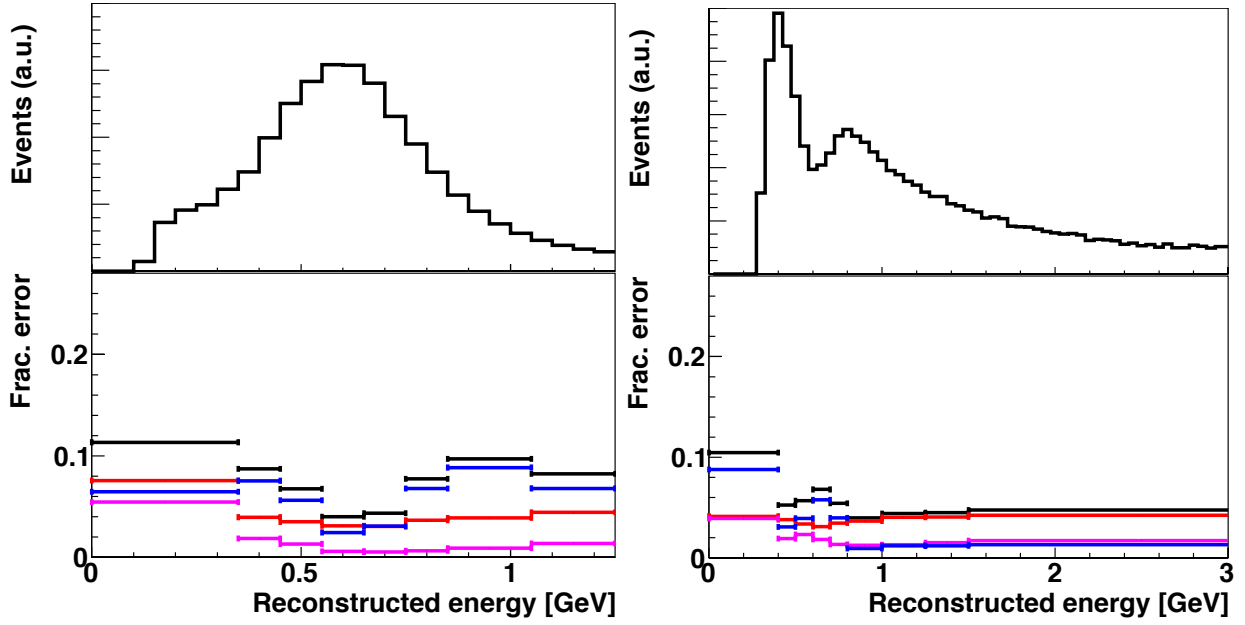 Events (a.u.)
Frac. error
0.2
0.1
0
0
0.5
1
Reconstructed energy [GeV]
Events (a.u.)
Frac. error
0.2
0.1
0
0
1
2
3
Reconstructed energy [GeV]